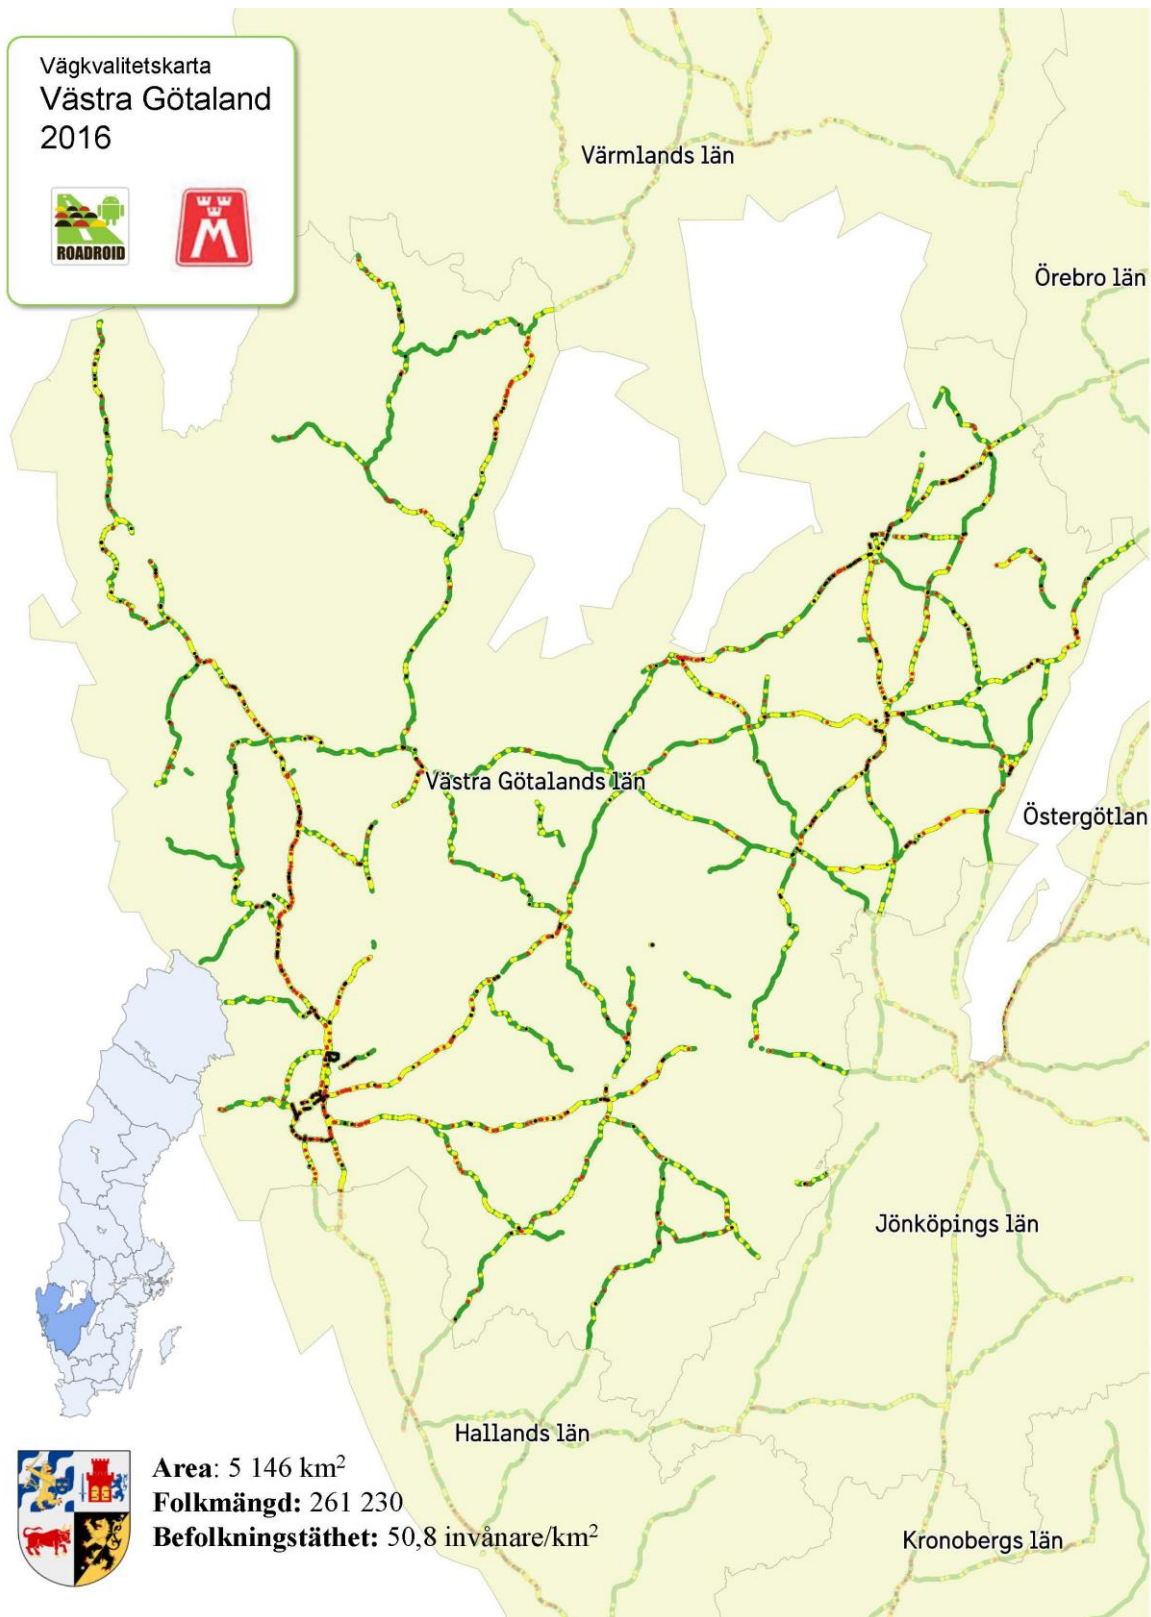 Vägkvalitetskarta
Västra Götaland
2016
ROADROID
M
Värmlands län
Örebro län
Västra Götalands län
Östergötlan
Jönköpings län
Hallands län
Kronobergs län
Area: 5 146 km²
Folkmängd: 261 230
Befolkningstäthet: 50,8 invånare/km²